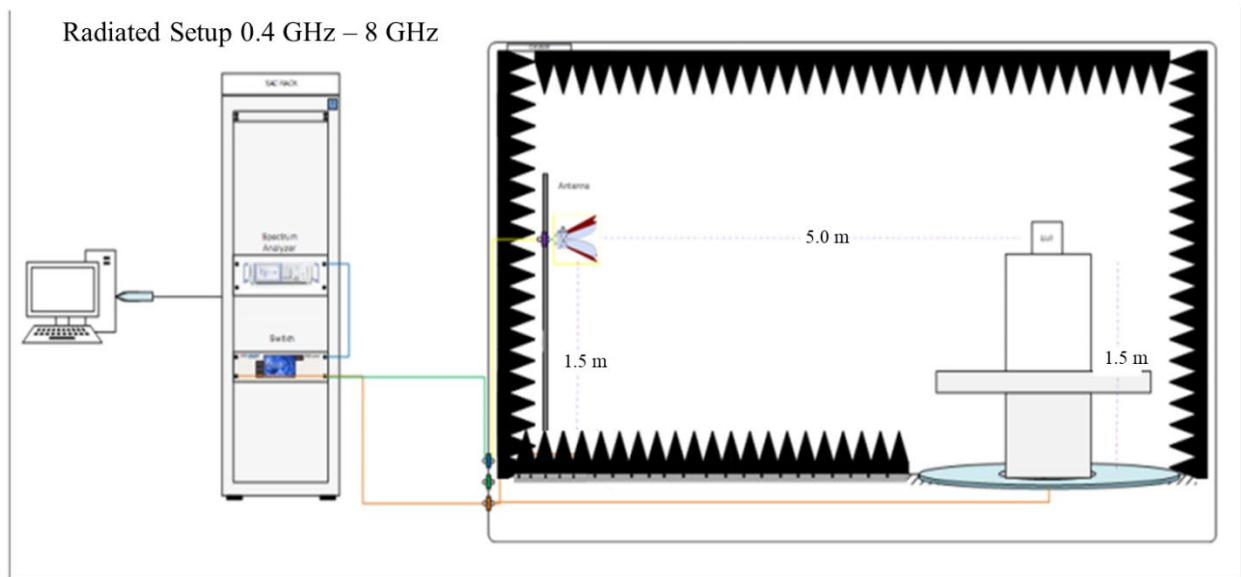 Radiated Setup 0.4 GHz – 8 GHz
SAC RACK
Antenna
Spectrum
Analyzer
5.0 m
EUT
Switch
1.5 m
1.5 m